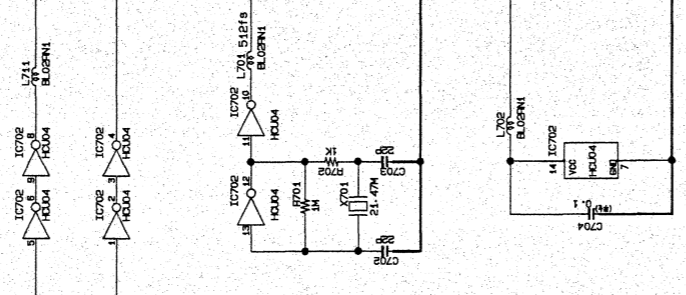 L711
BL02RN1
IC702
8
HCU04
9
IC702
6
HCU04
5
IC702
4
HCU04
3
IC702
2
HCU04
1
L701 512fs
BL02RN1
IC702
10
HCU04
11
IC702
12
HCU04
13
R701
1M
1K
R702
X701
21.47M
22p
C703
22p
C702
L702
BL02RN1
IC702
14
VCC
HCU04
GND
7
0.1
C704